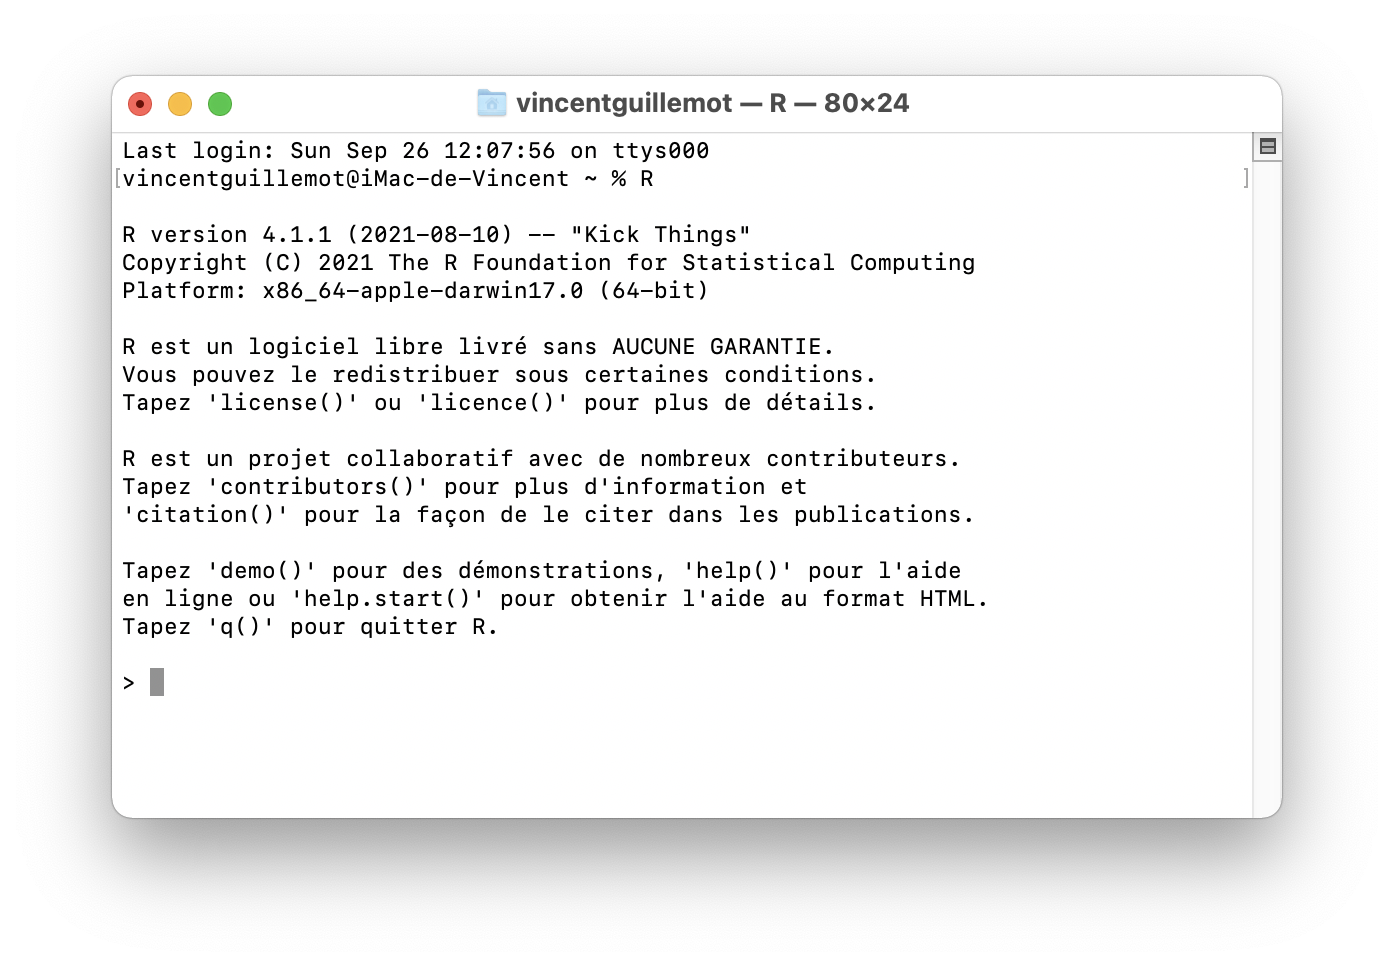 vincentguillemot — R — 80×24
Last login: Sun Sep 26 12:07:56 on ttys000
[vincentguillemot@iMac-de-Vincent ~ % R ]
R version 4.1.1 (2021-08-10) -- "Kick Things"
Copyright (C) 2021 The R Foundation for Statistical Computing
Platform: x86_64-apple-darwin17.0 (64-bit)
R est un logiciel libre livré sans AUCUNE GARANTIE.
Vous pouvez le redistribuer sous certaines conditions.
Tapez 'license()' ou 'licence()' pour plus de détails.
R est un projet collaboratif avec de nombreux contributeurs.
Tapez 'contributors()' pour plus d'information et
'citation()' pour la façon de le citer dans les publications.
Tapez 'demo()' pour des démonstrations, 'help()' pour l'aide
en ligne ou 'help.start()' pour obtenir l'aide au format HTML.
Tapez 'q()' pour quitter R.
>